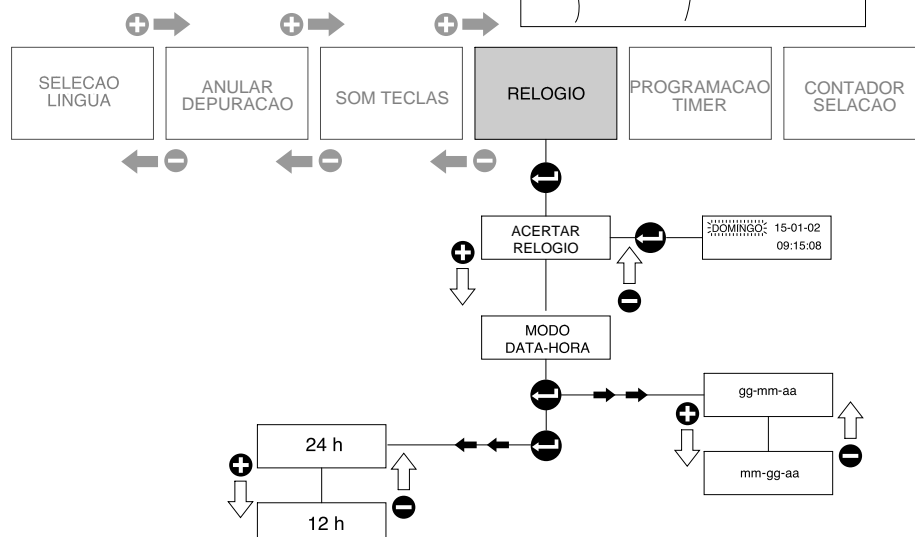 SELECAO
LINGUA
ANULAR
DEPURACAO
SOM TECLAS
RELOGIO
PROGRAMACAO
TIMER
CONTADOR
SELACAO
ACERTAR
RELOGIO
DOMINGO 15-01-02
09:15:08
MODO
DATA-HORA
gg-mm-aa
mm-gg-aa
24 h
12 h